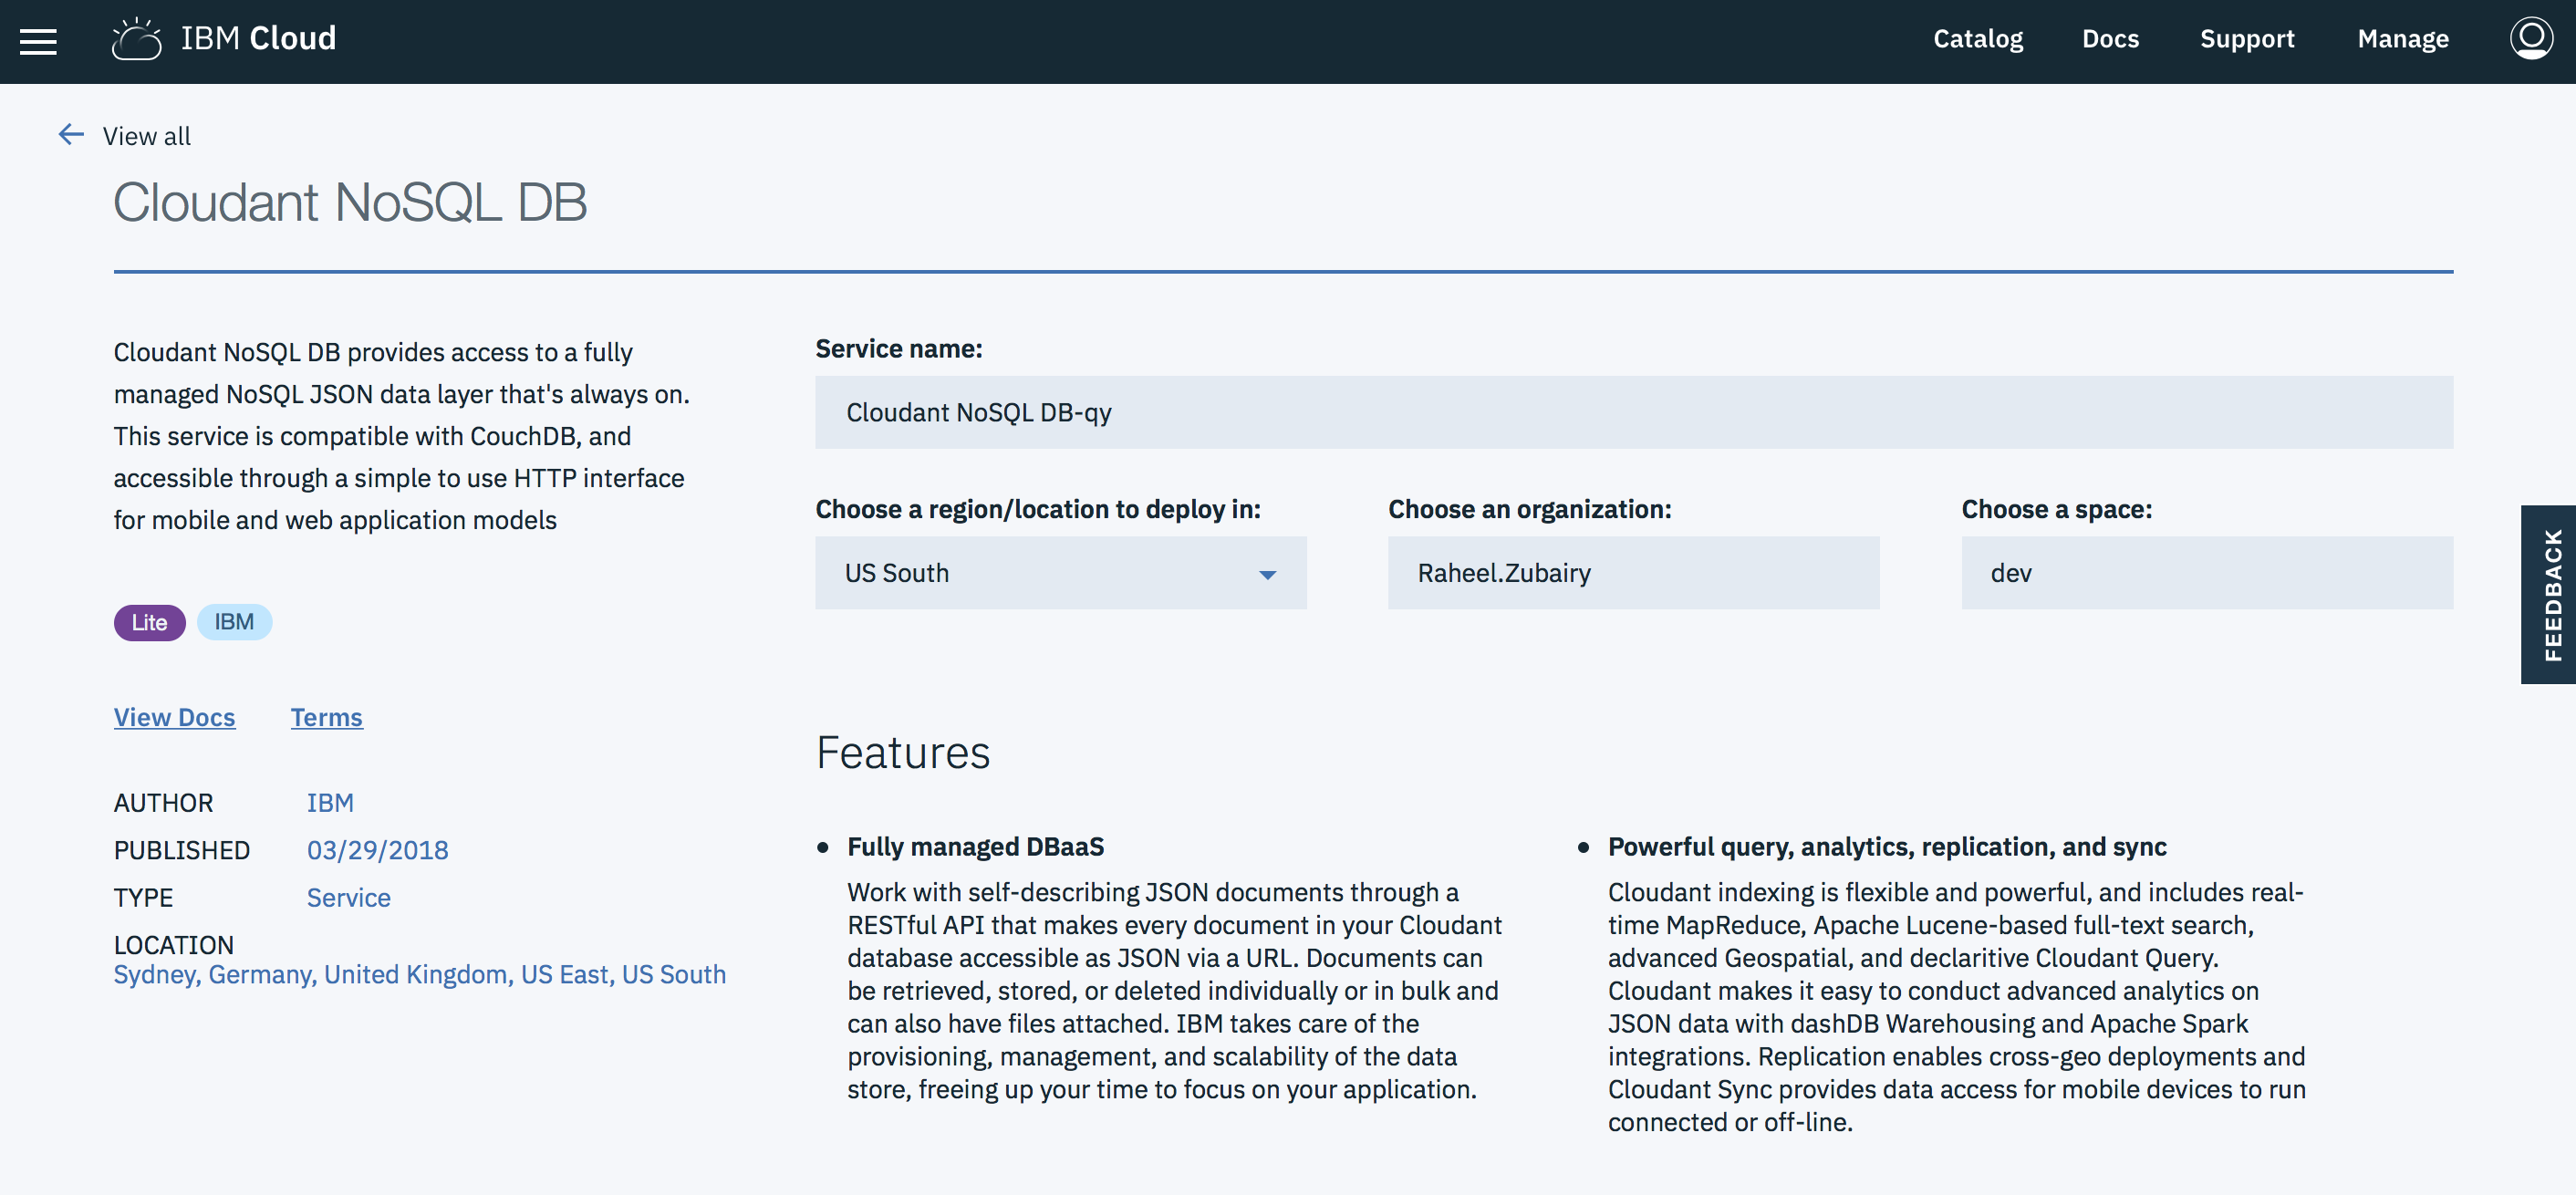 IBM Cloud
Catalog
Docs
Support
Manage
View all
Cloudant NoSQL DB
Cloudant NoSQL DB provides access to a fully
managed NoSQL JSON data layer that's always on.
This service is compatible with CouchDB, and
accessible through a simple to use HTTP interface
for mobile and web application models
Lite
IBM
View Docs
Terms
AUTHOR IBM
PUBLISHED 03/29/2018
TYPE Service
LOCATION
Sydney, Germany, United Kingdom, US East, US South
Service name:
Cloudant NoSQL DB-qy
Choose a region/location to deploy in:
US South
Choose an organization:
Raheel.Zubairy
Choose a space:
dev
Features
• Fully managed DBaaS
Work with self-describing JSON documents through a
RESTful API that makes every document in your Cloudant
database accessible as JSON via a URL. Documents can
be retrieved, stored, or deleted individually or in bulk and
can also have files attached. IBM takes care of the
provisioning, management, and scalability of the data
store, freeing up your time to focus on your application.
• Powerful query, analytics, replication, and sync
Cloudant indexing is flexible and powerful, and includes real-
time MapReduce, Apache Lucene-based full-text search,
advanced Geospatial, and declaritive Cloudant Query.
Cloudant makes it easy to conduct advanced analytics on
JSON data with dashDB Warehousing and Apache Spark
integrations. Replication enables cross-geo deployments and
Cloudant Sync provides data access for mobile devices to run
connected or off-line.
FEEDBACK